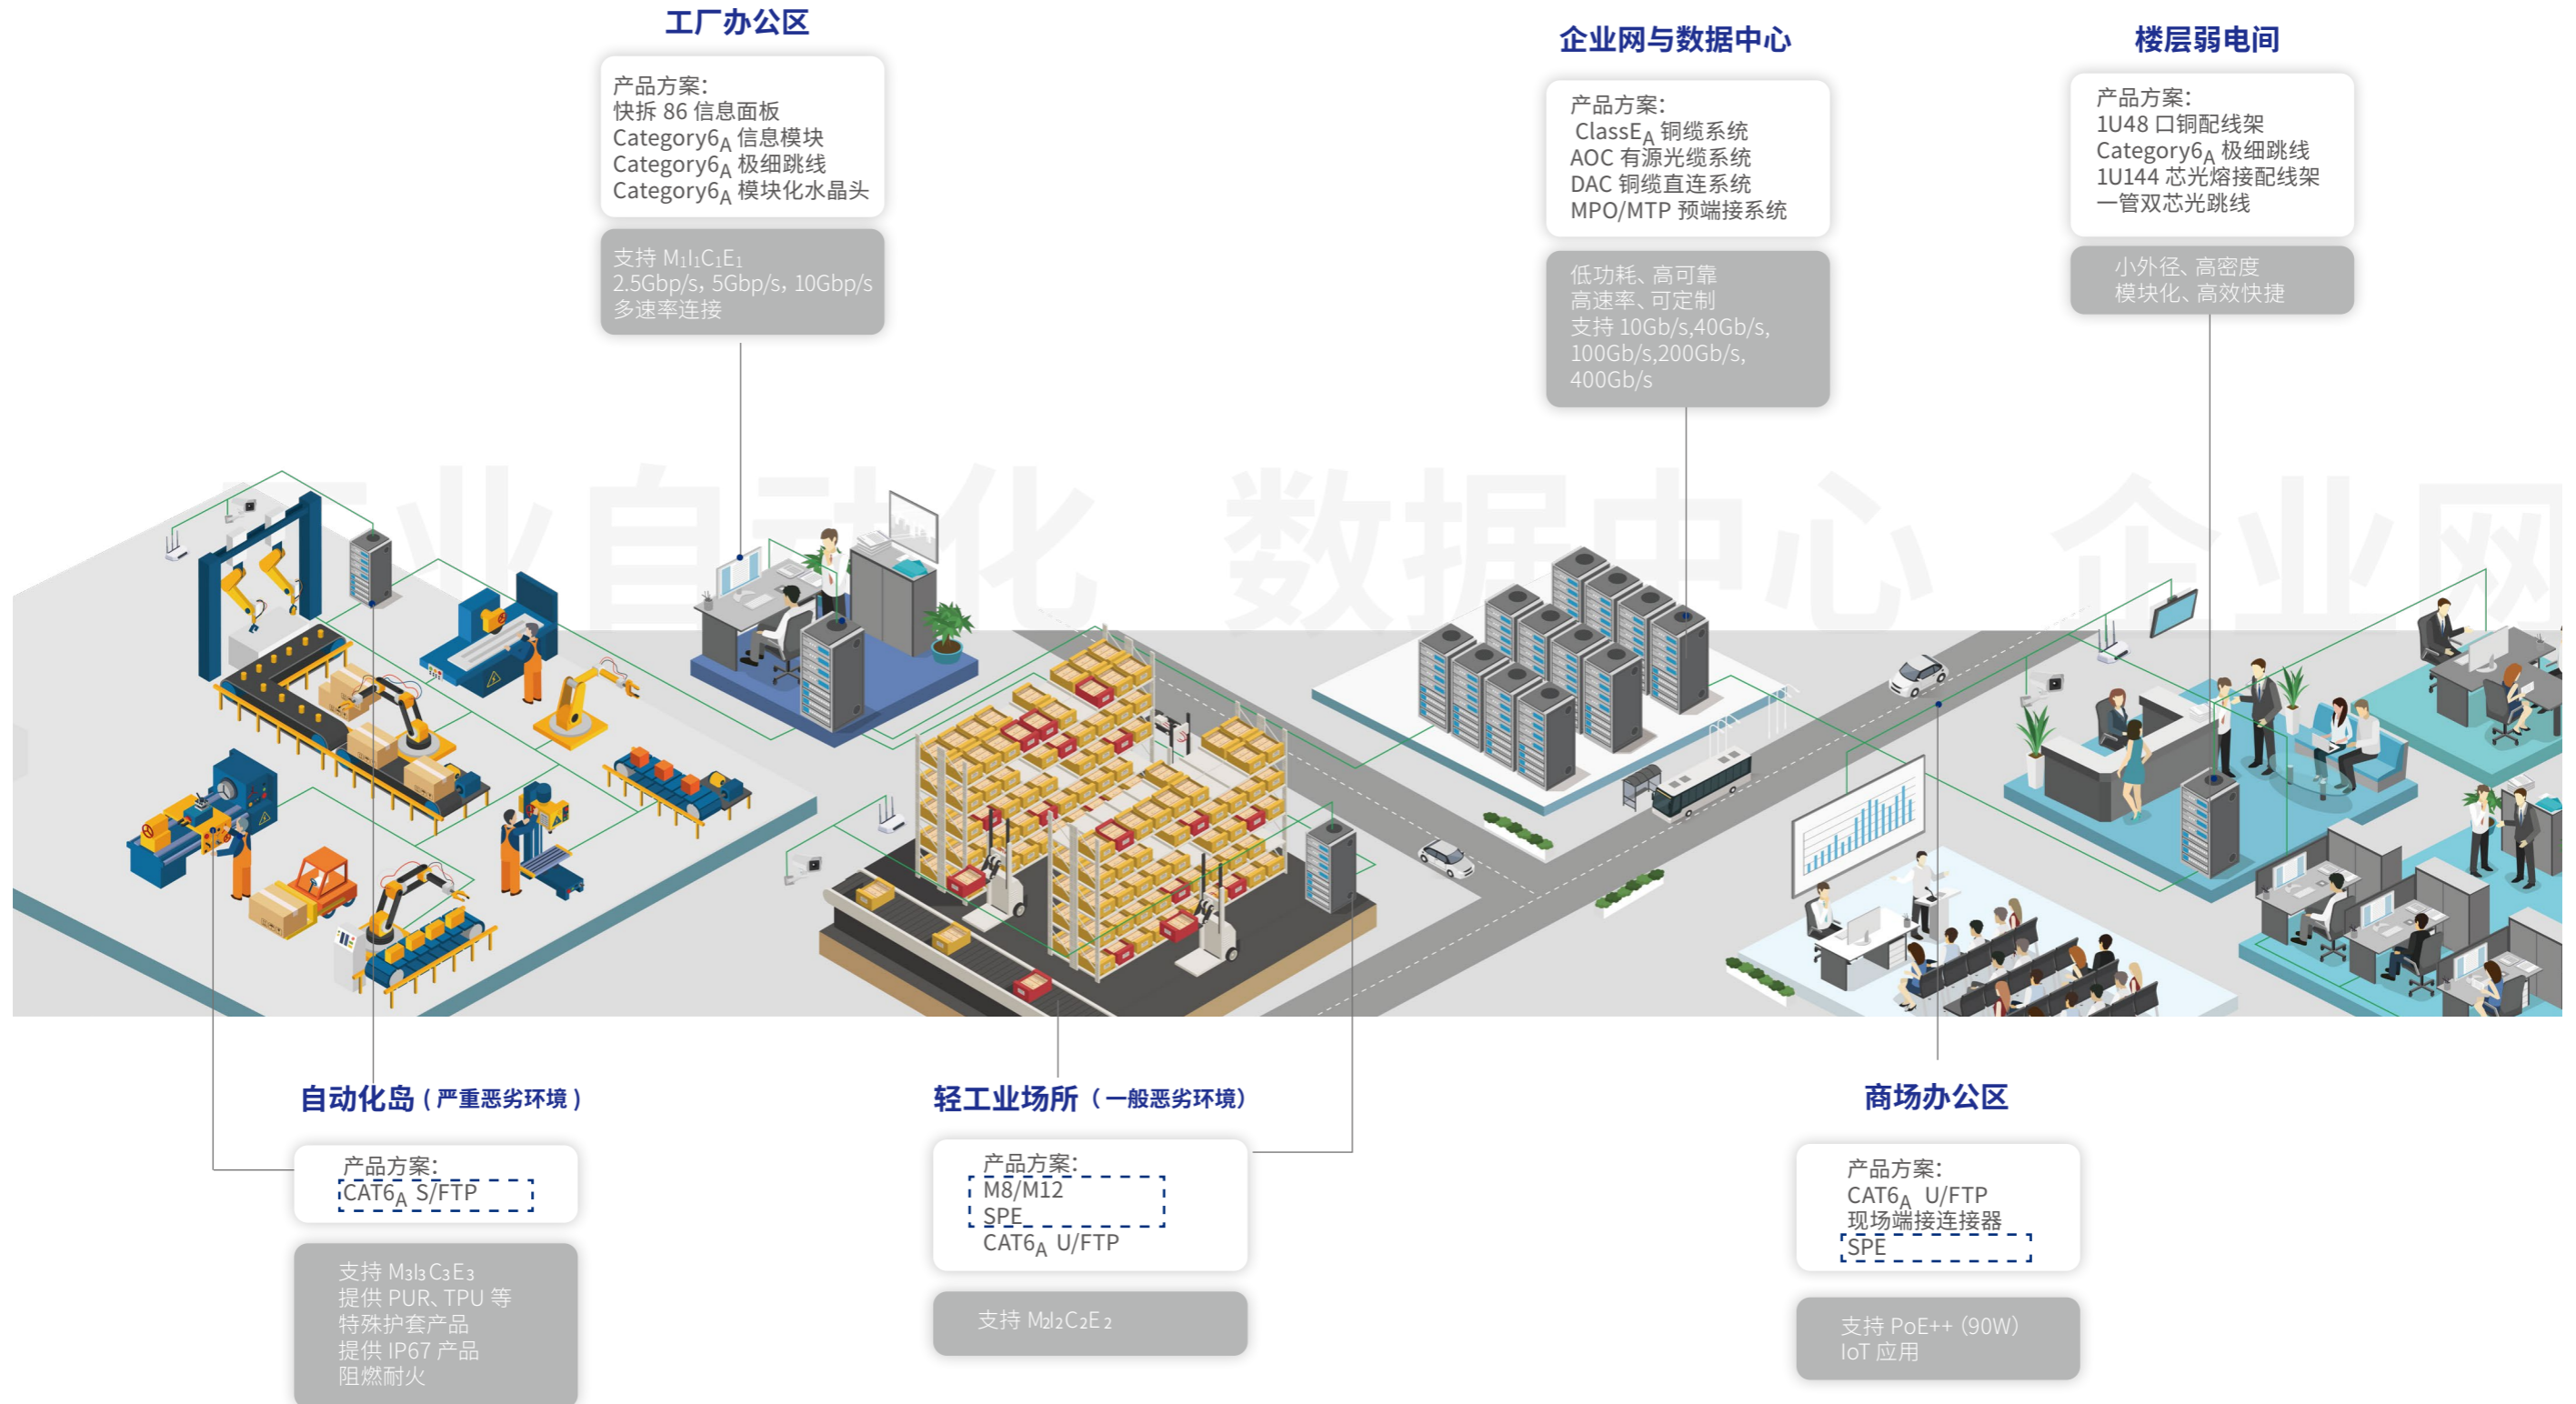 工厂办公区
产品方案：
快拆 86 信息面板
Category6A 信息模块
Category6A 极细跳线
Category6A 模块化水晶头
支持 M1I1C1E1
2.5Gbp/s，5Gbp/s，10Gbp/s
多速率连接
企业网与数据中心
产品方案：
ClassEA 铜缆系统
AOC 有源光缆系统
DAC 铜缆直连系统
MPO/MTP 预端接系统
低功耗、高可靠
高速率、可定制
支持 10Gb/s,40Gb/s,
100Gb/s,200Gb/s,
400Gb/s
楼层弱电间
产品方案：
1U48 口铜配线架
Category6A 极细跳线
1U144 芯光熔接配线架
一管双芯光跳线
小外径、高密度
模块化、高效快捷
业自动化 数据中心 企业网
自动化岛 ( 严重恶劣环境 )
产品方案：
CAT6A S/FTP
支持 M3I3C3E3
提供 PUR、TPU 等
特殊护套产品
提供 IP67 产品
阻燃耐火
轻工业场所（一般恶劣环境）
产品方案：
M8/M12
SPE
CAT6A U/FTP
支持 M2I2C2E2
商场办公区
产品方案：
CAT6A U/FTP
现场端接连接器
SPE
支持 PoE++（90W）
IoT 应用